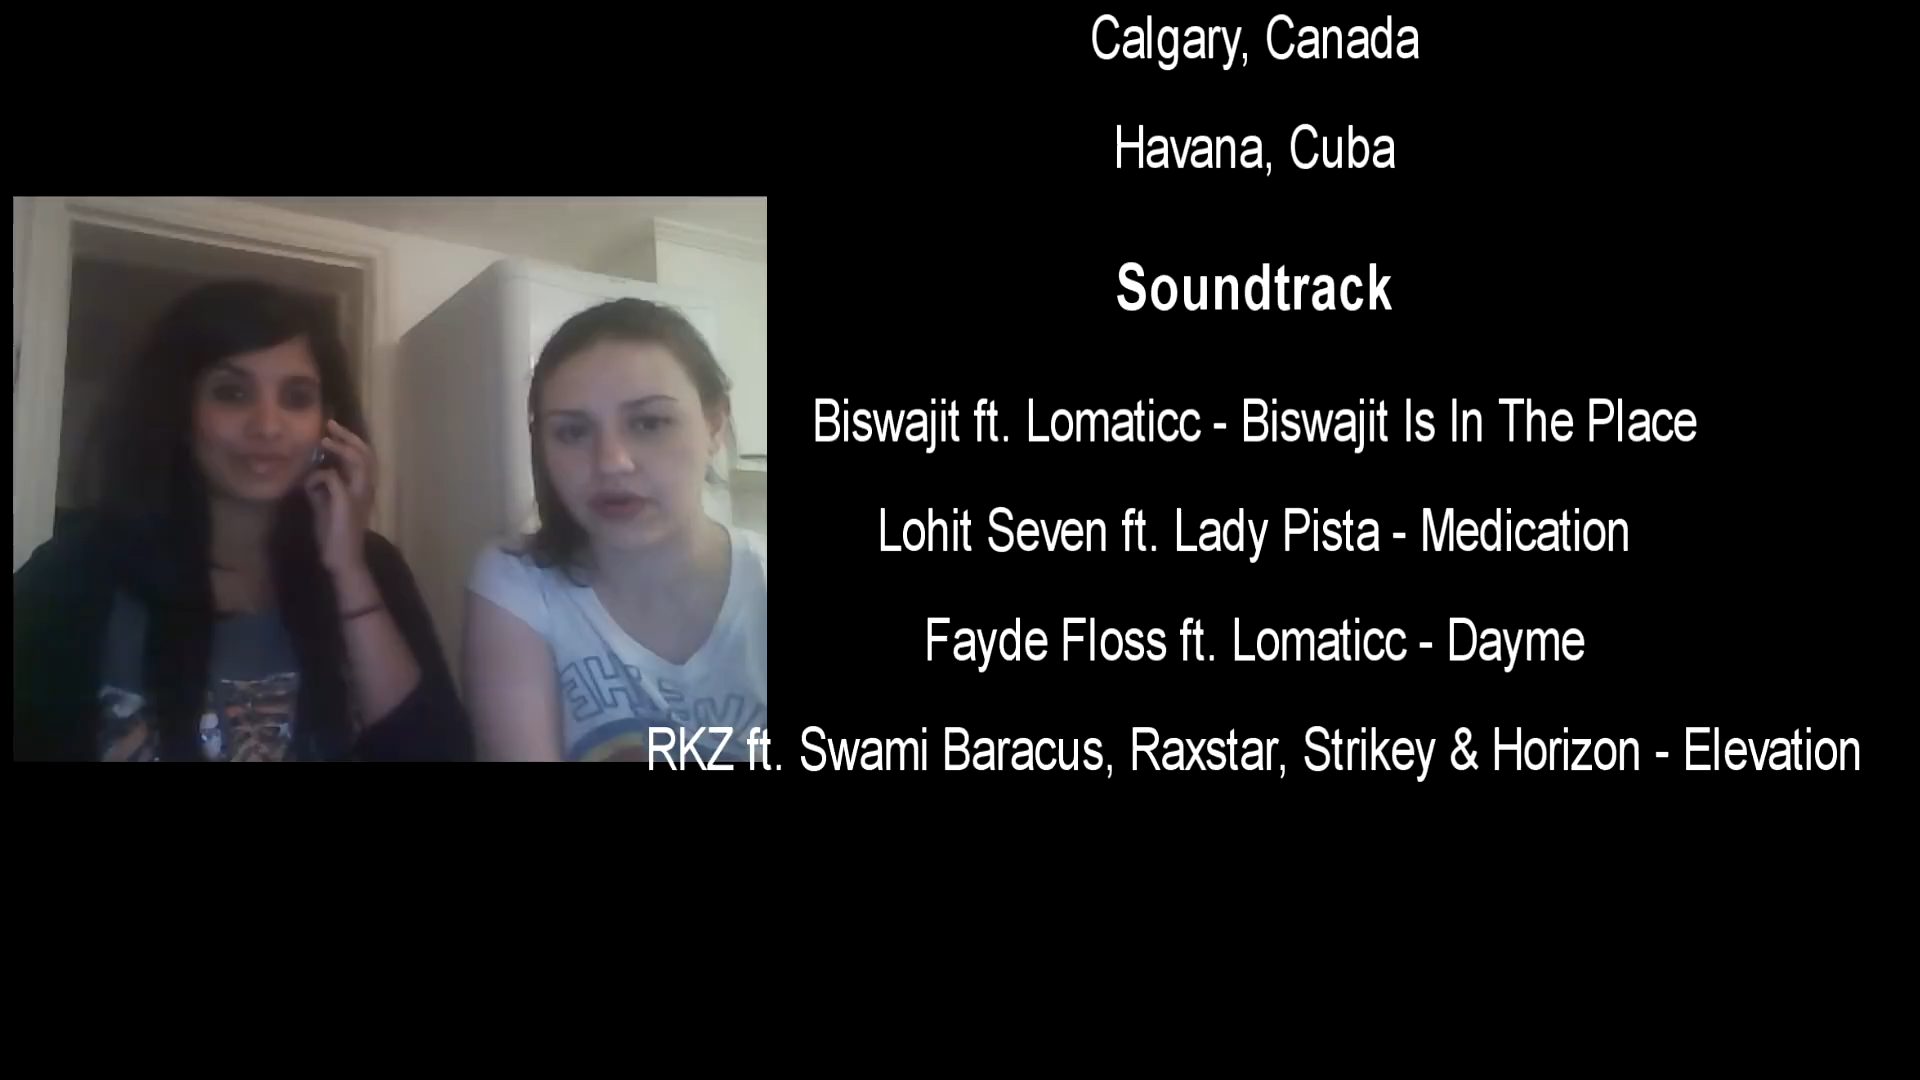 Calgary, Canada
Havana, Cuba
Soundtrack
Biswajit ft. Lomaticc - Biswajit Is In The Place
Lohit Seven ft. Lady Pista - Medication
Fayde Floss ft. Lomaticc - Dayme
RKZ ft. Swami Baracus, Raxstar, Strikey & Horizon - Elevation